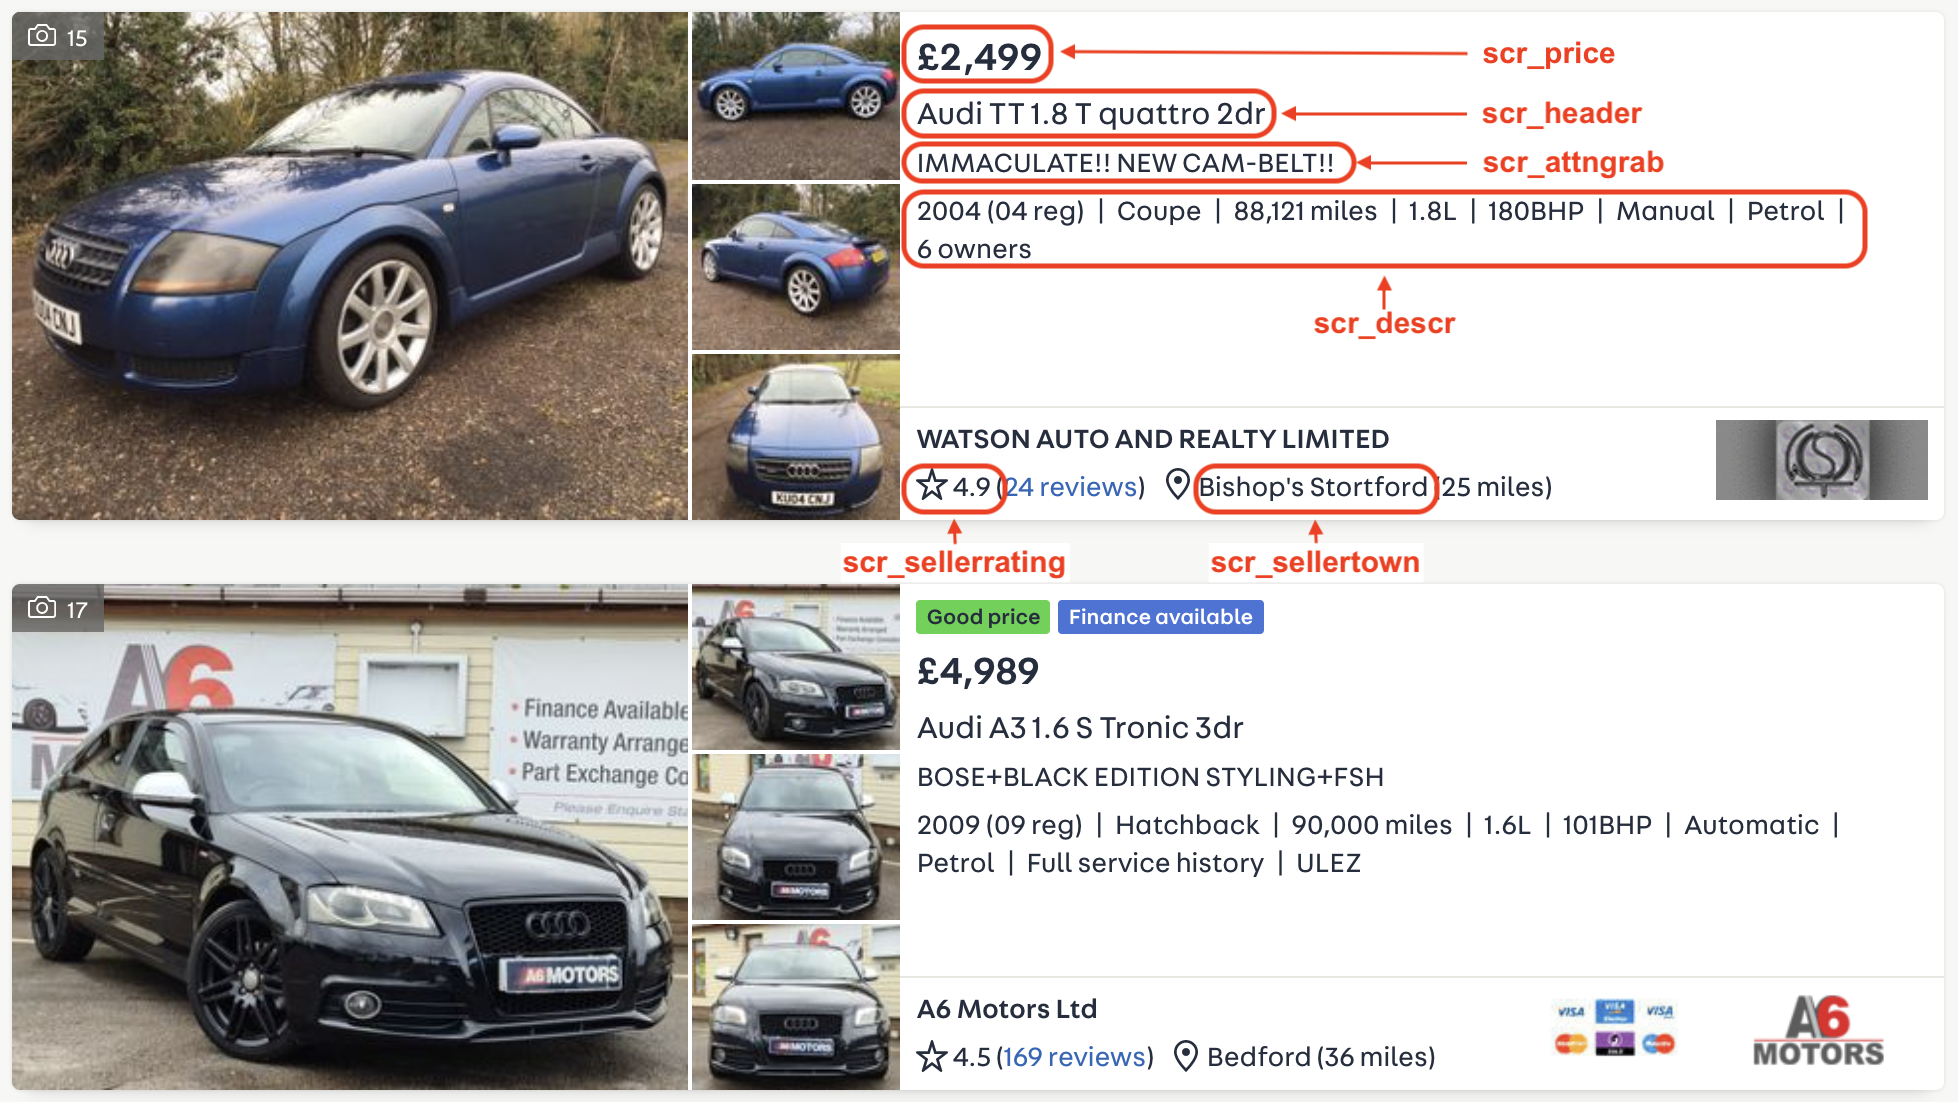 15
£2,499
scr_price
Audi TT 1.8 T quattro 2dr
scr_header
IMMACULATE!! NEW CAM-BELT!!
scr_attngrab
2004 (04 reg) | Coupe | 88,121 miles | 1.8L | 180BHP | Manual | Petrol |
6 owners
scr_descr
KU04 CNJ
WATSON AUTO AND REALTY LIMITED
4.9 (24 reviews) Bishop's Stortford (25 miles)
scr_sellerrating
scr_sellertown
17
A6
Finance Available
Warranty Arrange
Part Exchange Co
Please Enquire
A6 MOTORS
Good price
Finance available
£4,989
Audi A3 1.6 S Tronic 3dr
BOSE+BLACK EDITION STYLING+FSH
2009 (09 reg) | Hatchback | 90,000 miles | 1.6L | 101BHP | Automatic |
Petrol | Full service history | ULEZ
A6 Motors Ltd
4.5 (169 reviews) Bedford (36 miles)
VISA VISA VISA
A6
MOTORS